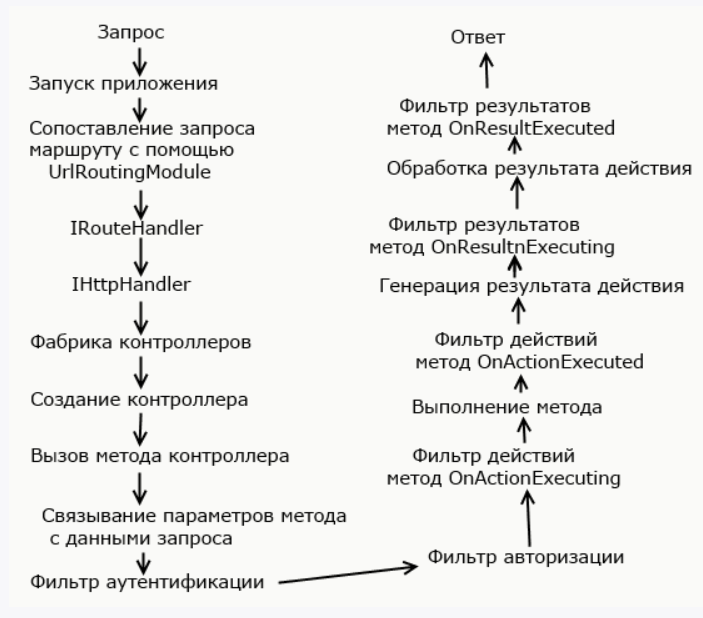 Запрос
Запуск приложения
Сопоставление запроса
маршруту с помощью
UrlRoutingModule
IRouteHandler
IHttpHandler
Фабрика контроллеров
Создание контроллера
Вызов метода контроллера
Связывание параметров метода
с данными запроса
Фильтр аутентификации
Фильтр авторизации
Фильтр действий
метод OnActionExecuting
Выполнение метода
Фильтр действий
метод OnActionExecuted
Генерация результата действия
Фильтр результатов
метод OnResultnExecuting
Обработка результата действия
Фильтр результатов
метод OnResultExecuted
Ответ